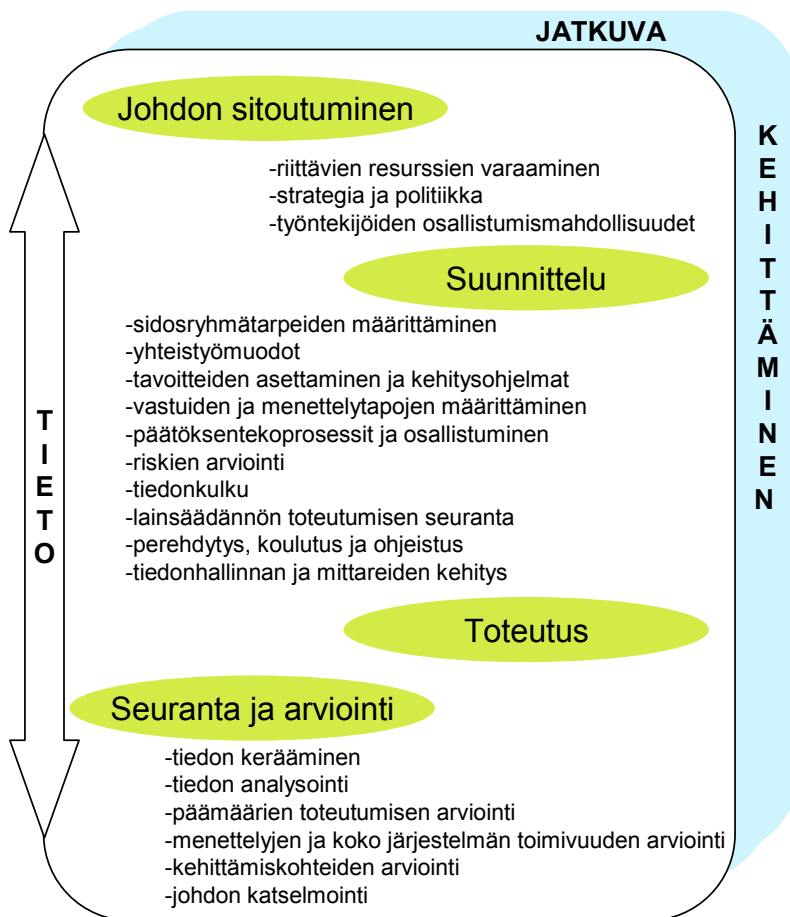 JATKUVA
KEHITTÄMINEN
Johdon sitoutuminen
-riittävien resurssien varaaminen
-strategia ja politiikka
-työntekijöiden osallistumismahdollisuudet
Suunnittelu
-sidosryhmätarpeiden määrittäminen
-yhteistyömuodot
-tavoitteiden asettaminen ja kehitysohjelmat
-vastuiden ja menettelytapojen määrittäminen
-päätöksentekoprosessit ja osallistuminen
-riskien arviointi
-tiedonkulku
-lainsäädännön toteutumisen seuranta
-perehdytys, koulutus ja ohjeistus
-tiedonhallinnan ja mittareiden kehitys
TIETO
Toteutus
Seuranta ja arviointi
-tiedon kerääminen
-tiedon analysointi
-päämäärien toteutumisen arviointi
-menettelyjen ja koko järjestelmän toimivuuden arviointi
-kehittämiskohteiden arviointi
-johdon katselmointi